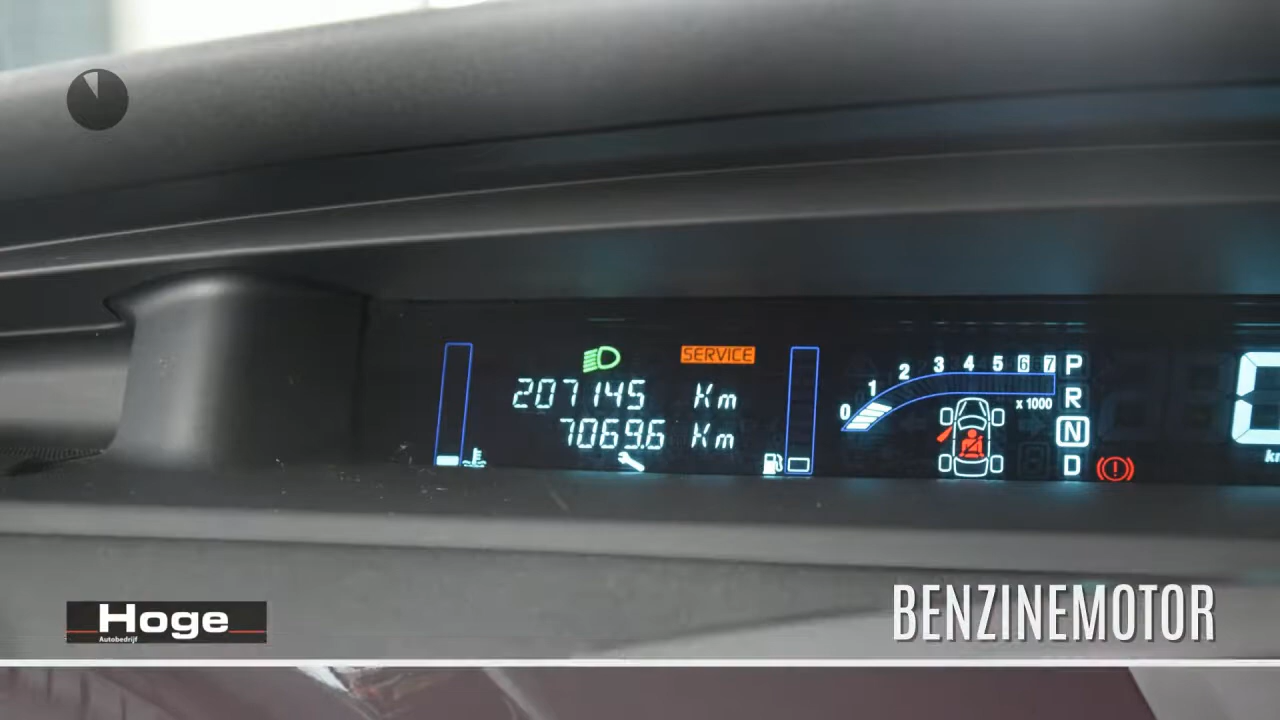 SERVICE
207145 Km
7069.6 Km
0 1 2 3 4 5 6 7
x 1000
P
R
N
D
Hoge
Autobedrijf
BENZINEMOTOR